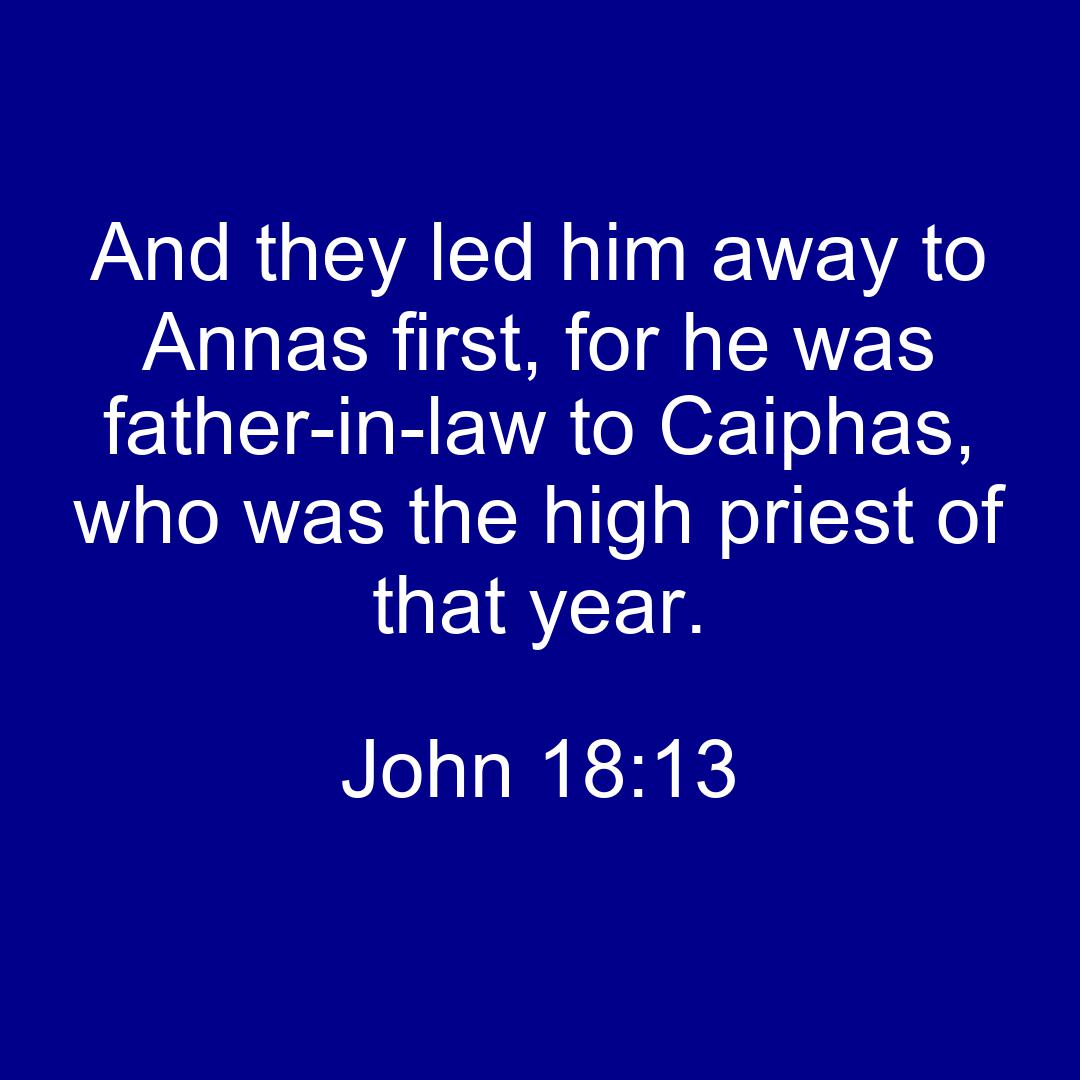 And they led him away to
Annas first, for he was
father-in-law to Caiphas,
who was the high priest of
that year.
John 18:13